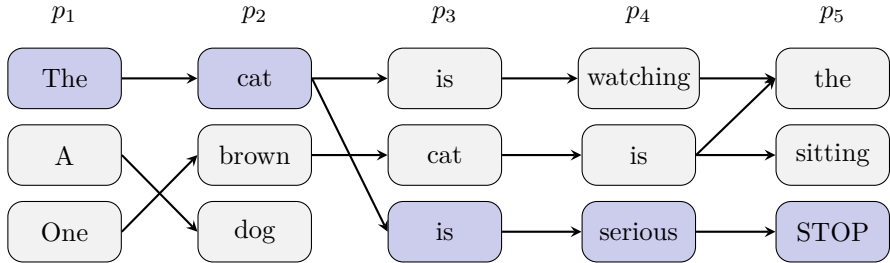 p1 p2 p3 p4 p5
The cat is watching the
A brown cat is sitting
One dog is serious STOP